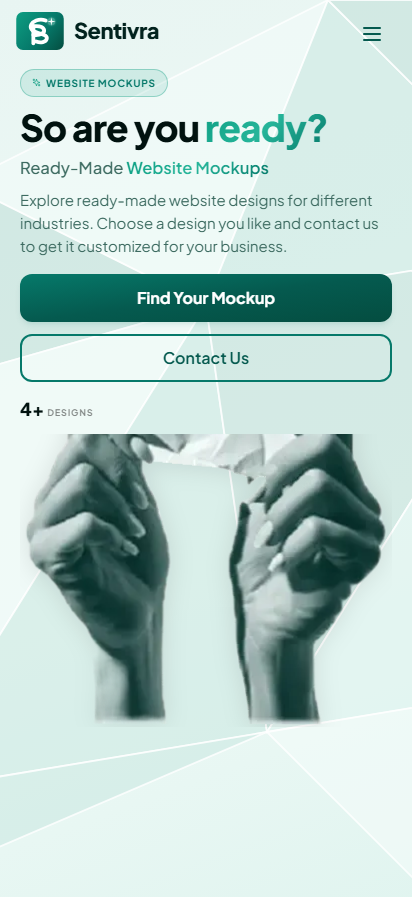 Sentivra
WEBSITE MOCKUPS
So are you ready?
Ready-Made Website Mockups
Explore ready-made website designs for different
industries. Choose a design you like and contact us
to get it customized for your business.
Find Your Mockup
Contact Us
4+ DESIGNS